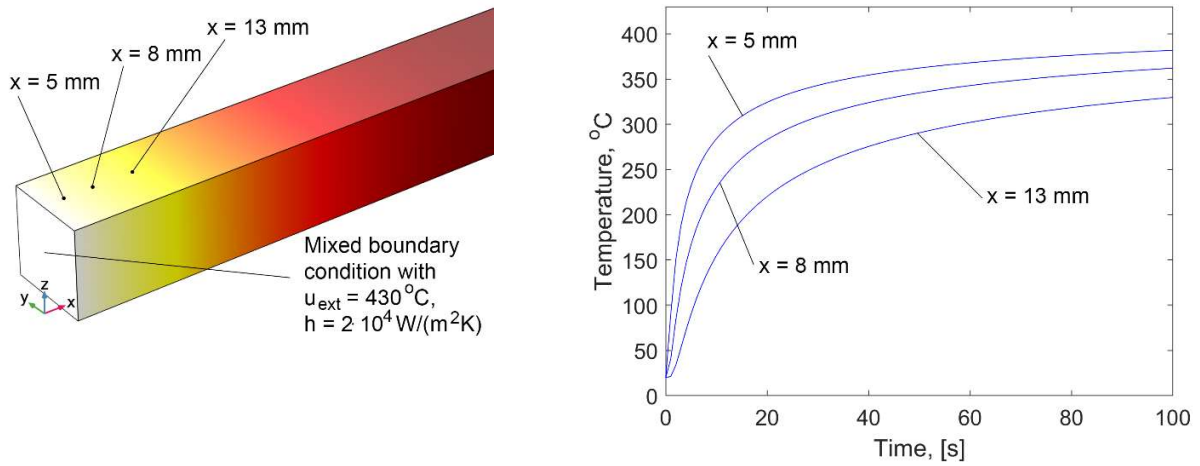 x = 13 mm
x = 8 mm
x = 5 mm
Mixed boundary
condition with
u_ext = 430 °C,
h = 2· 10⁴ W/(m²K)
z
y
x
400
350
300
250
200
150
100
50
0
Temperature, °C
x = 5 mm
x = 13 mm
x = 8 mm
0 20 40 60 80 100
Time, [s]